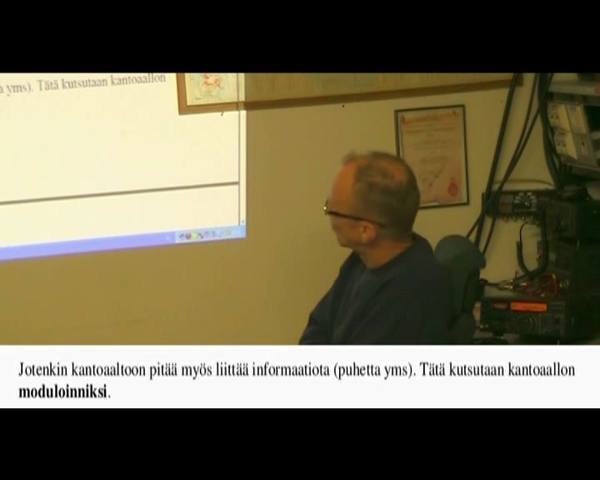 yms). Tätä kutsutaan kantoaallon
Jotenkin kantoaaltoon pitää myös liittää informaatiota (puhetta yms). Tätä kutsutaan kantoaallon
moduloinniksi.